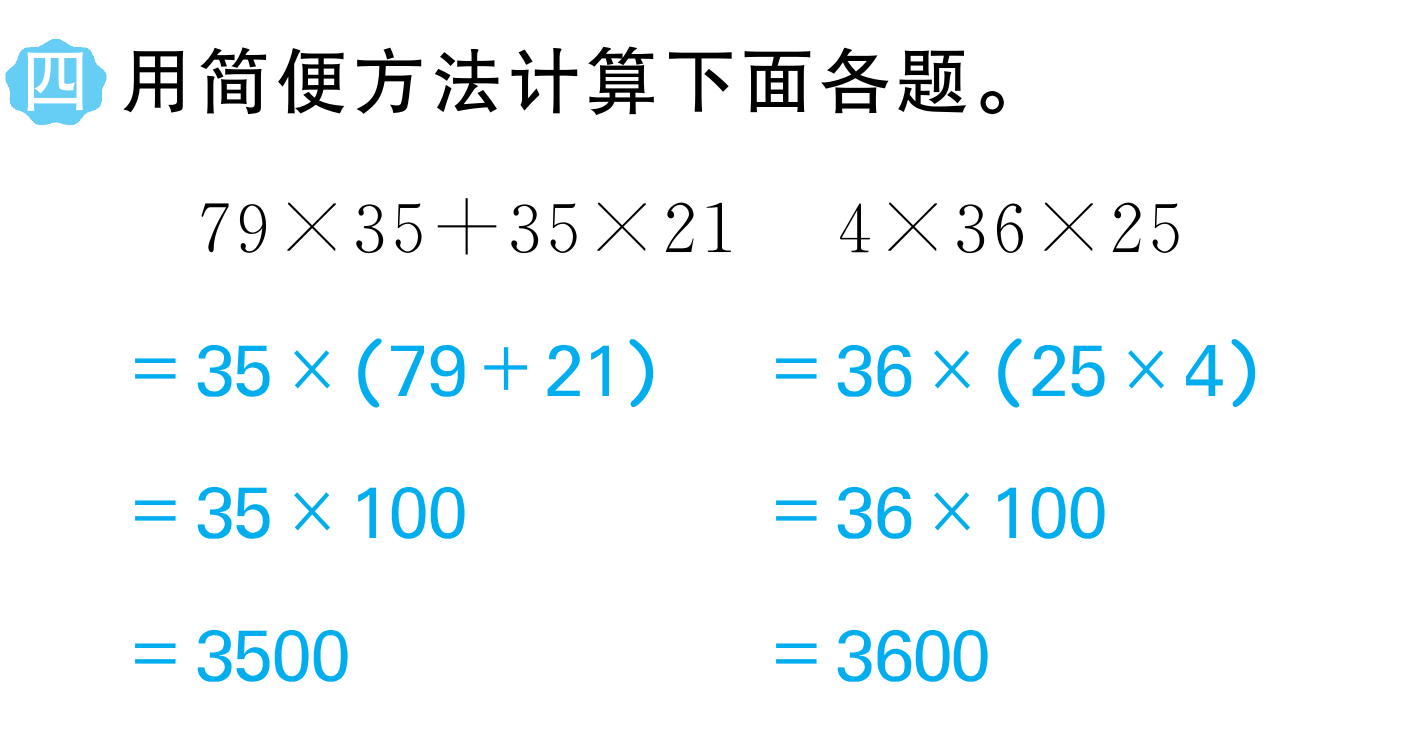 四 用简便方法计算下面各题。
79×35+35×21 4×36×25
=35×(79+21) =36×(25×4)
=35×100 =36×100
=3500 =3600